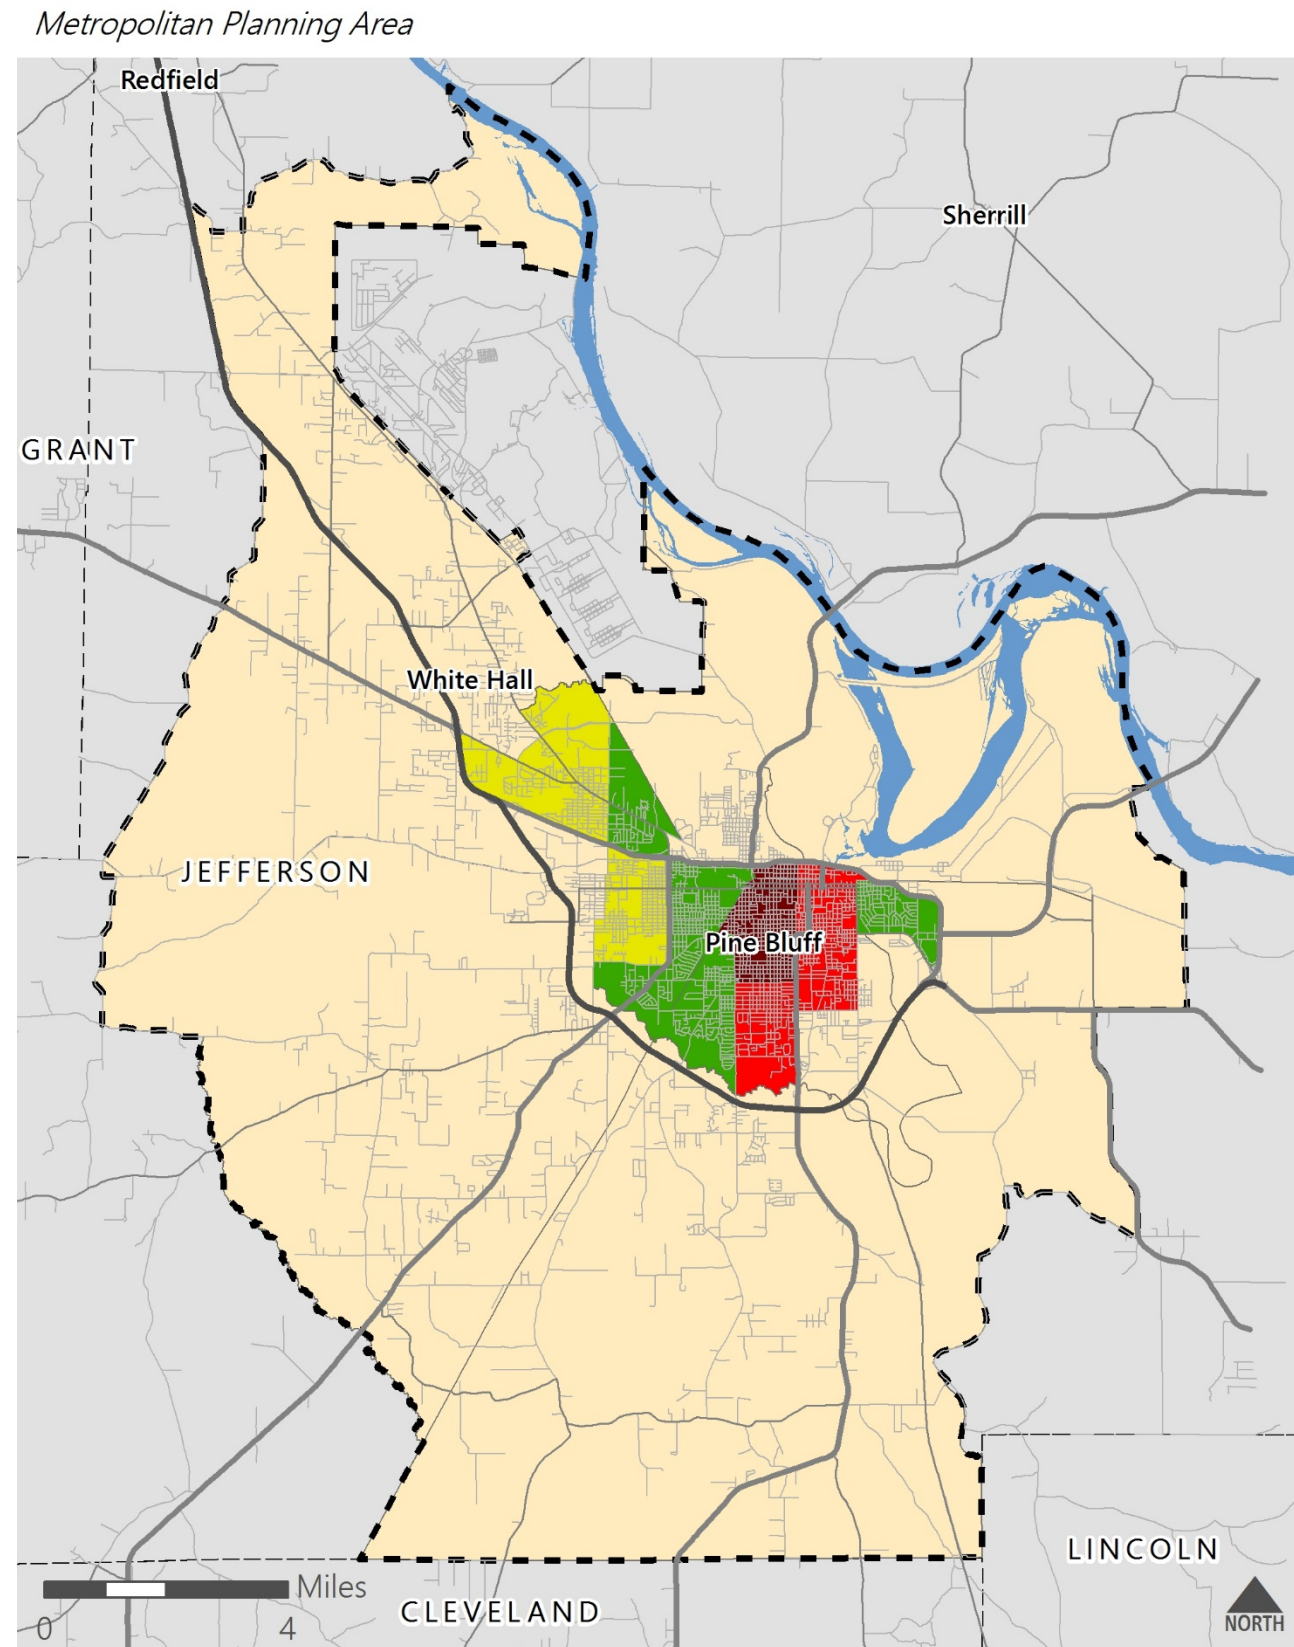 Metropolitan Planning Area
Redfield
Sherrill
GRANT
White Hall
JEFFERSON
Pine Bluff
LINCOLN
Miles
0
4
CLEVELAND
NORTH